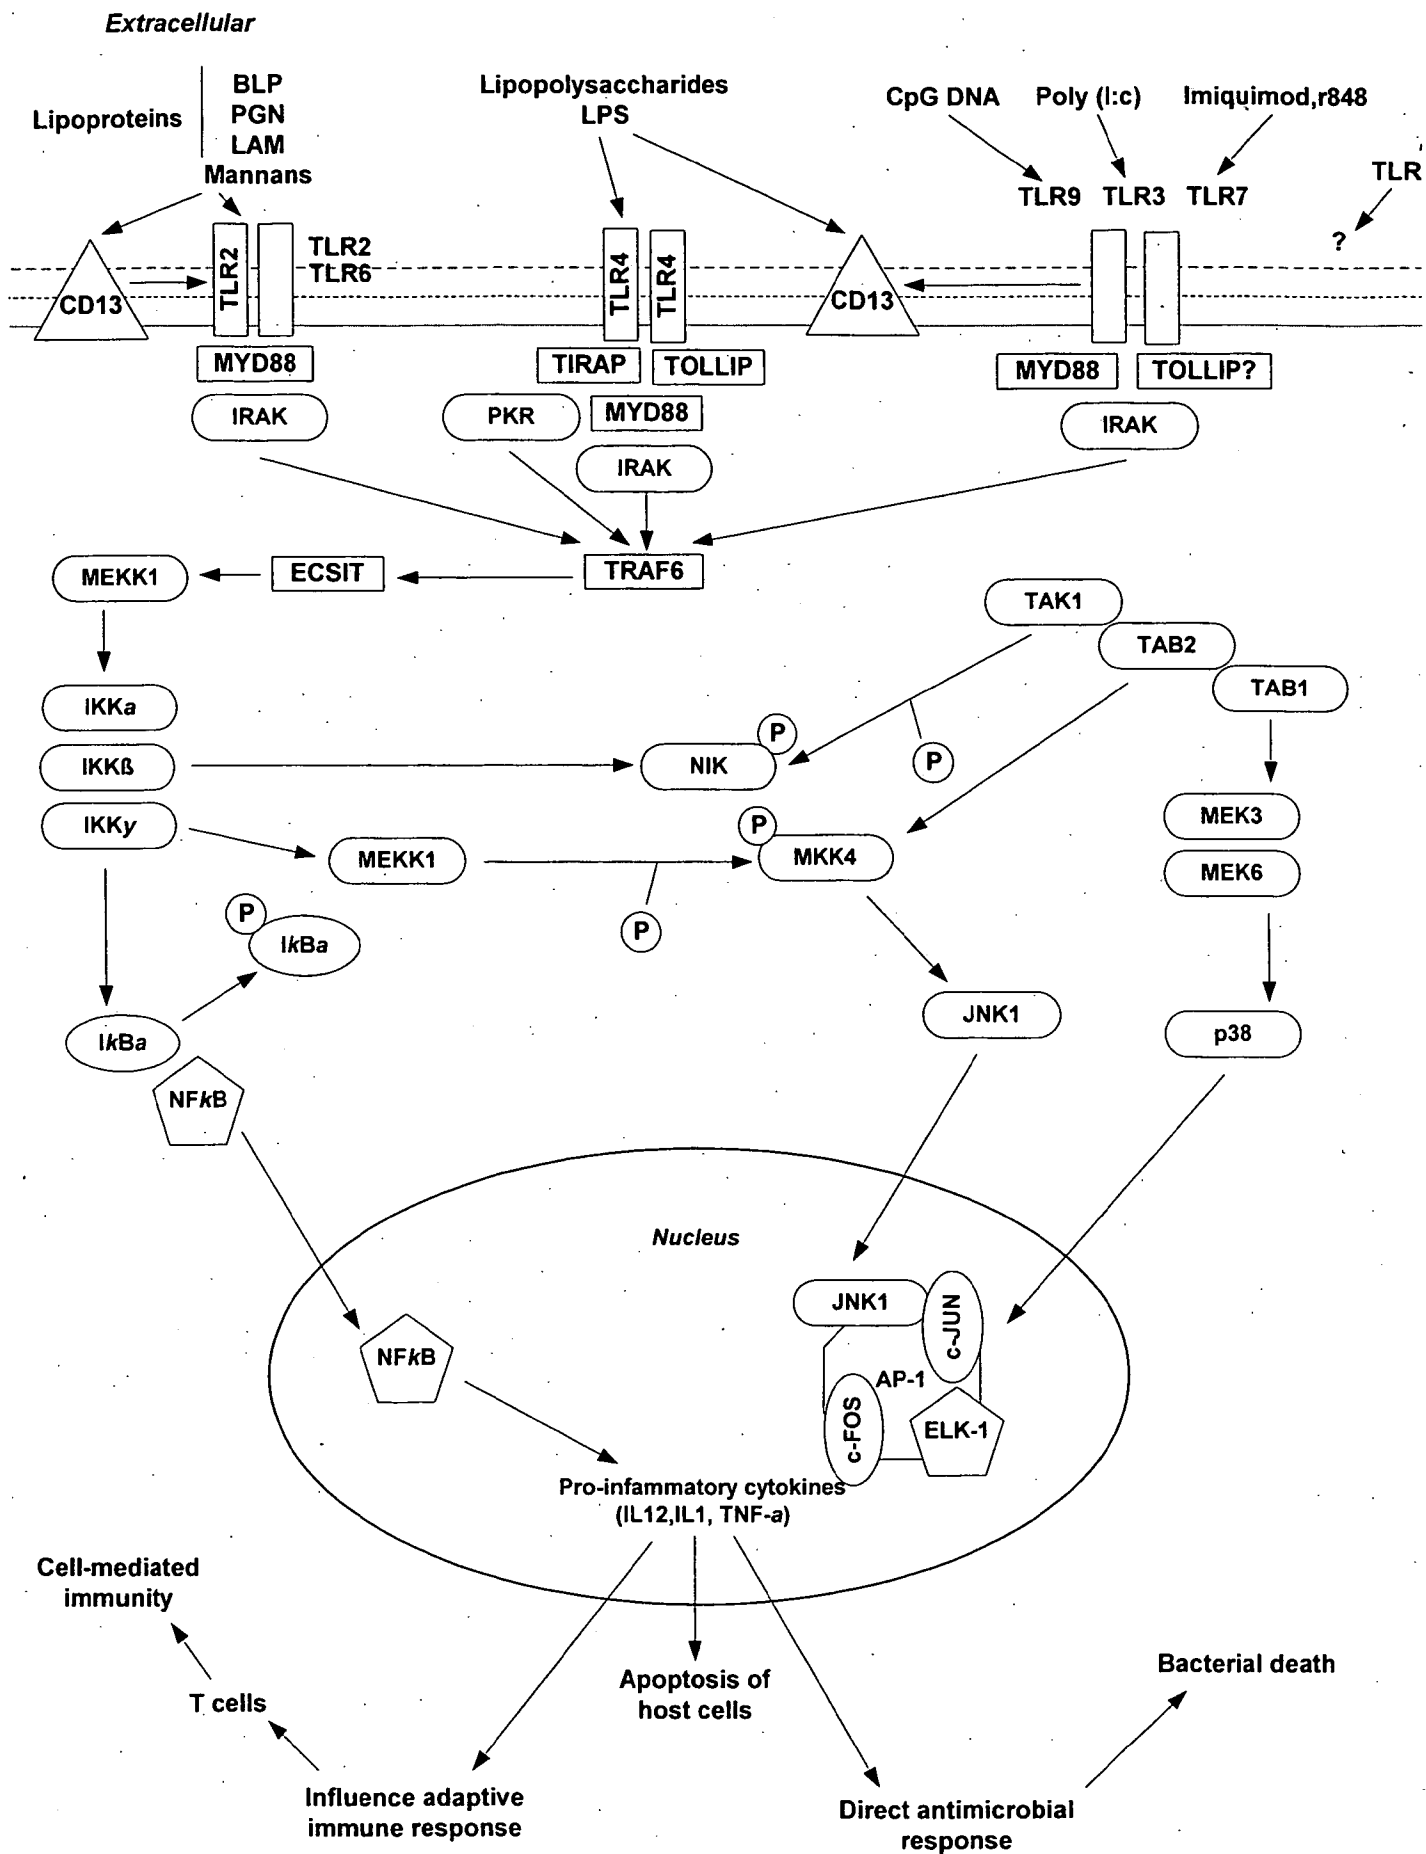 Extracellular
Lipoproteins
BLP
PGN
LAM
Mannans
Lipopolysaccharides
LPS
CpG DNA
Poly (I:c)
Imiquimod,r848
TLR9
TLR3
TLR7
TLR
?
CD13
TLR2
TLR2
TLR6
TLR4
TLR4
CD13
MYD88
IRAK
TIRAP
TOLLIP
PKR
MYD88
IRAK
MYD88
TOLLIP?
IRAK
MEKK1
ECSIT
TRAF6
TAK1
TAB2
TAB1
IKKa
IKKß
IKKy
NIK
P
P
MEKK1
P
P
MKK4
MEK3
MEK6
P
IkBa
IkBa
NFkB
JNK1
p38
Nucleus
NFkB
JNK1
c-JUN
AP-1
c-FOS
ELK-1
Pro-infammatory cytokines
(IL12,IL1, TNF-a)
Cell-mediated
immunity
T cells
Influence adaptive
immune response
Apoptosis of
host cells
Direct antimicrobial
response
Bacterial death